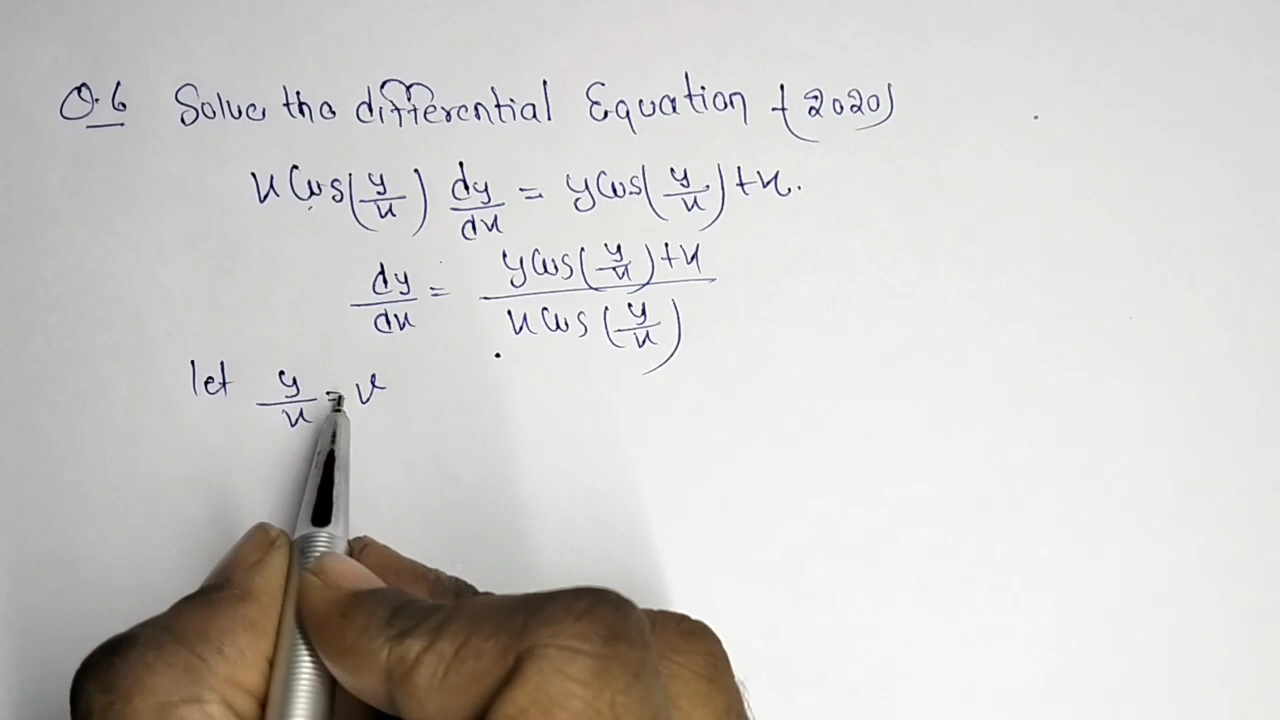 Q.6 Solve the differential Equation (2020)
x Cos(y/x) dy/dx = y Cos(y/x) + x.
dy/dx = (y Cos(y/x) + x) / (x Cos(y/x))
let y/x = v